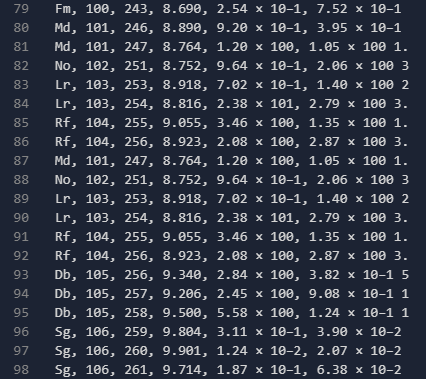 79 Fm, 100, 243, 8.690, 2.54 × 10−1, 7.52 × 10−1
80 Md, 101, 246, 8.890, 9.20 × 10−1, 3.95 × 10−1
81 Md, 101, 247, 8.764, 1.20 × 100, 1.05 × 100 1.
82 No, 102, 251, 8.752, 9.64 × 10−1, 2.06 × 100 3
83 Lr, 103, 253, 8.918, 7.02 × 10−1, 1.40 × 100 2
84 Lr, 103, 254, 8.816, 2.38 × 101, 2.79 × 100 3.
85 Rf, 104, 255, 9.055, 3.46 × 100, 1.35 × 100 1.
86 Rf, 104, 256, 8.923, 2.08 × 100, 2.87 × 100 3.
87 Md, 101, 247, 8.764, 1.20 × 100, 1.05 × 100 1.
88 No, 102, 251, 8.752, 9.64 × 10−1, 2.06 × 100 3
89 Lr, 103, 253, 8.918, 7.02 × 10−1, 1.40 × 100 2
90 Lr, 103, 254, 8.816, 2.38 × 101, 2.79 × 100 3.
91 Rf, 104, 255, 9.055, 3.46 × 100, 1.35 × 100 1.
92 Rf, 104, 256, 8.923, 2.08 × 100, 2.87 × 100 3.
93 Db, 105, 256, 9.340, 2.84 × 100, 3.82 × 10−1 5
94 Db, 105, 257, 9.206, 2.45 × 100, 9.08 × 10−1 1
95 Db, 105, 258, 9.500, 5.58 × 100, 1.24 × 10−1 1
96 Sg, 106, 259, 9.804, 3.11 × 10−1, 3.90 × 10−2
97 Sg, 106, 260, 9.901, 1.24 × 10−2, 2.07 × 10−2
98 Sg, 106, 261, 9.714, 1.87 × 10−1, 6.38 × 10−2